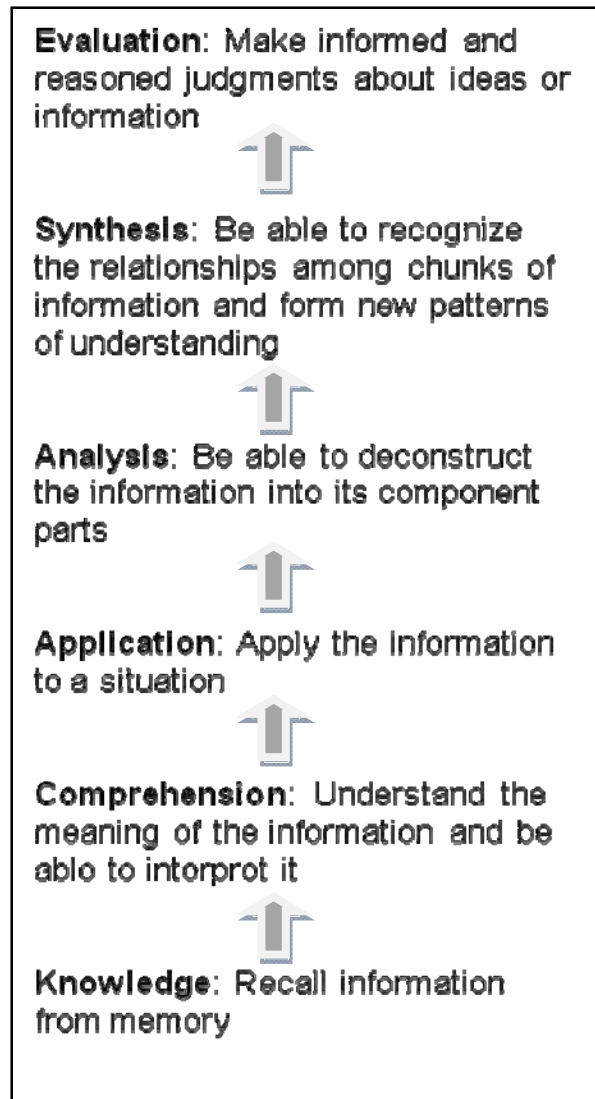 Evaluation: Make informed and
reasoned judgments about ideas or
information
Synthesis: Be able to recognize
the relationships among chunks of
information and form new patterns
of understanding
Analysis: Be able to deconstruct
the information into its component
parts
Application: Apply the information
to a situation
Comprehension: Understand the
meaning of the information and be
ablo to intorprot it
Knowledge: Recall information
from memory